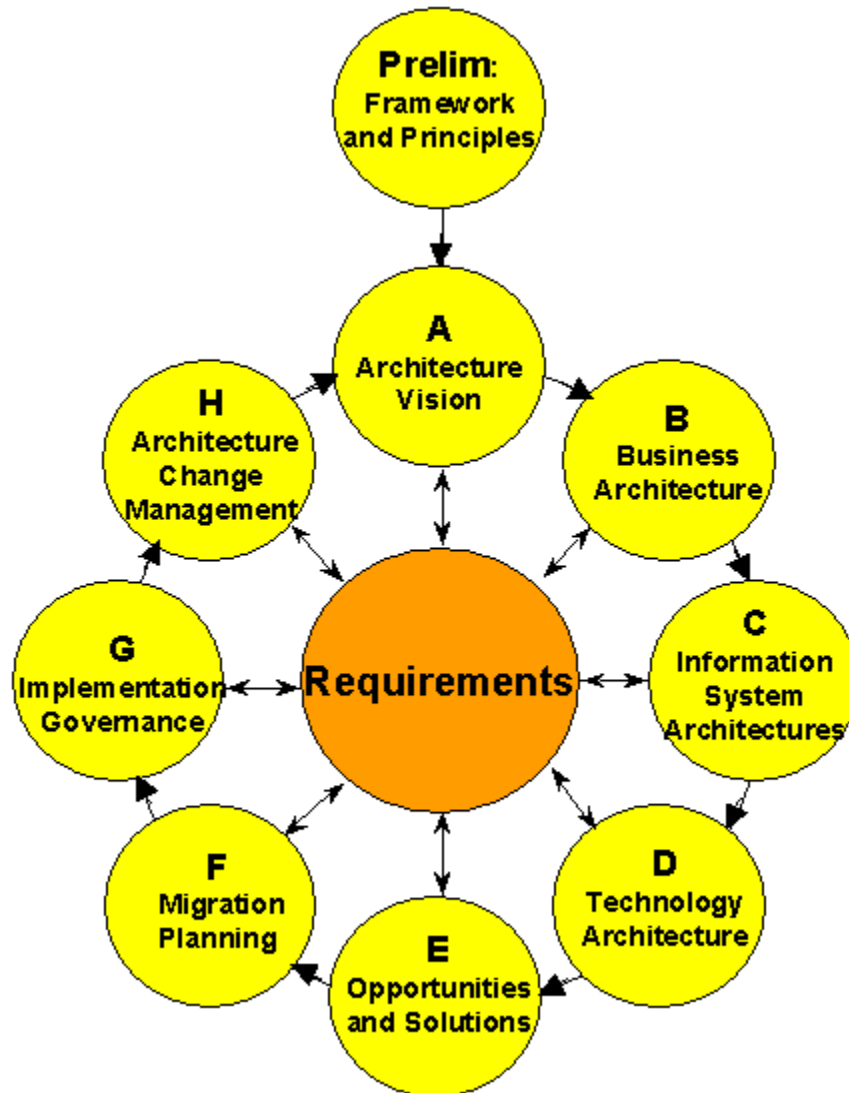 Prelim:
Framework
and Principles
A
Architecture
Vision
B
Business
Architecture
C
Information
System
Architectures
D
Technology
Architecture
E
Opportunities
and Solutions
F
Migration
Planning
G
Implementation
Governance
H
Architecture
Change
Management
Requirements